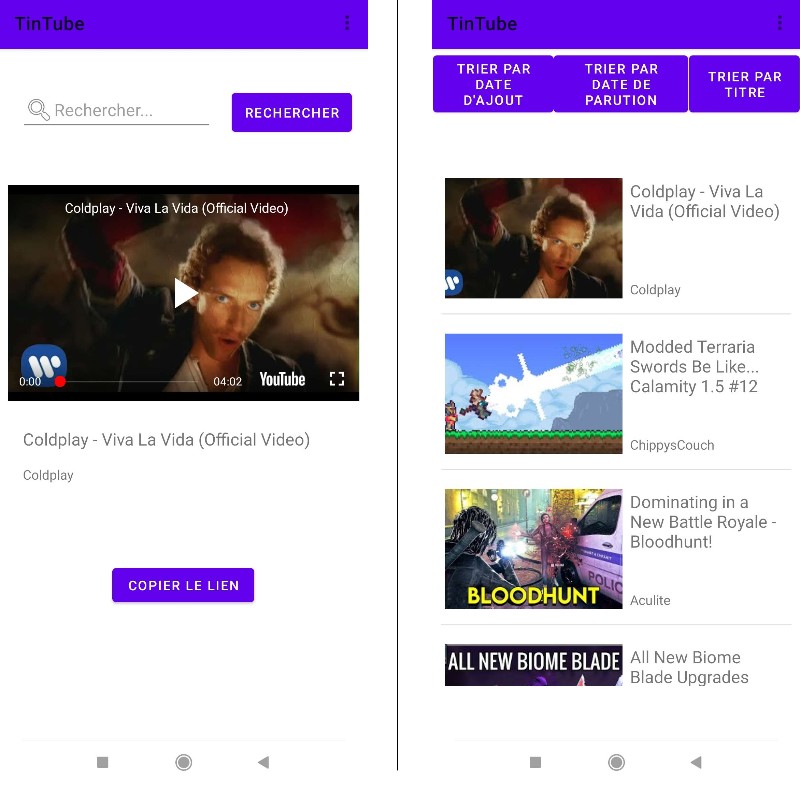 TinTube
Rechercher...
RECHERCHER
Coldplay - Viva La Vida (Official Video)
W
0:00
04:02
YouTube
Coldplay - Viva La Vida (Official Video)
Coldplay
COPIER LE LIEN
TinTube
TRIER PAR
DATE
D'AJOUT
TRIER PAR
DATE DE
PARUTION
TRIER PAR
TITRE
Coldplay - Viva La
Vida (Official Video)
Coldplay
Modded Terraria
Swords Be Like...
Calamity 1.5 #12
ChippysCouch
POLIC
BLOODHUNT
Dominating in a
New Battle Royale -
Bloodhunt!
Aculite
ALL NEW BIOME BLADE
All New Biome
Blade Upgrades